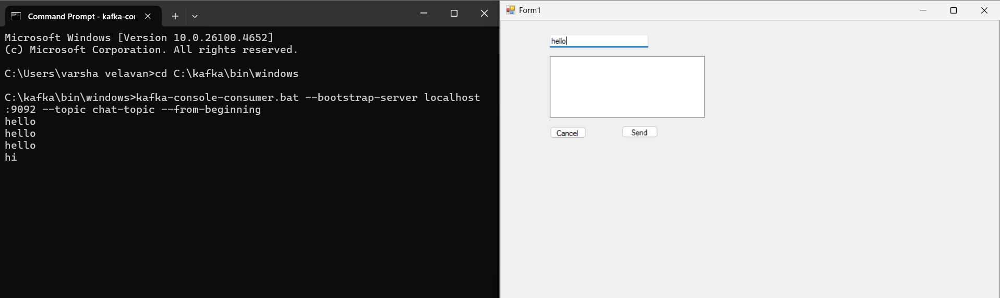 Command Prompt - kafka-cor
Microsoft Windows [Version 10.0.26100.4652]
(c) Microsoft Corporation. All rights reserved.
C:\Users\varsha velavan>cd C:\kafka\bin\windows
C:\kafka\bin\windows>kafka-console-consumer.bat --bootstrap-server localhost
:9092 --topic chat-topic --from-beginning
hello
hello
hello
hi
Form1
hello
Cancel
Send